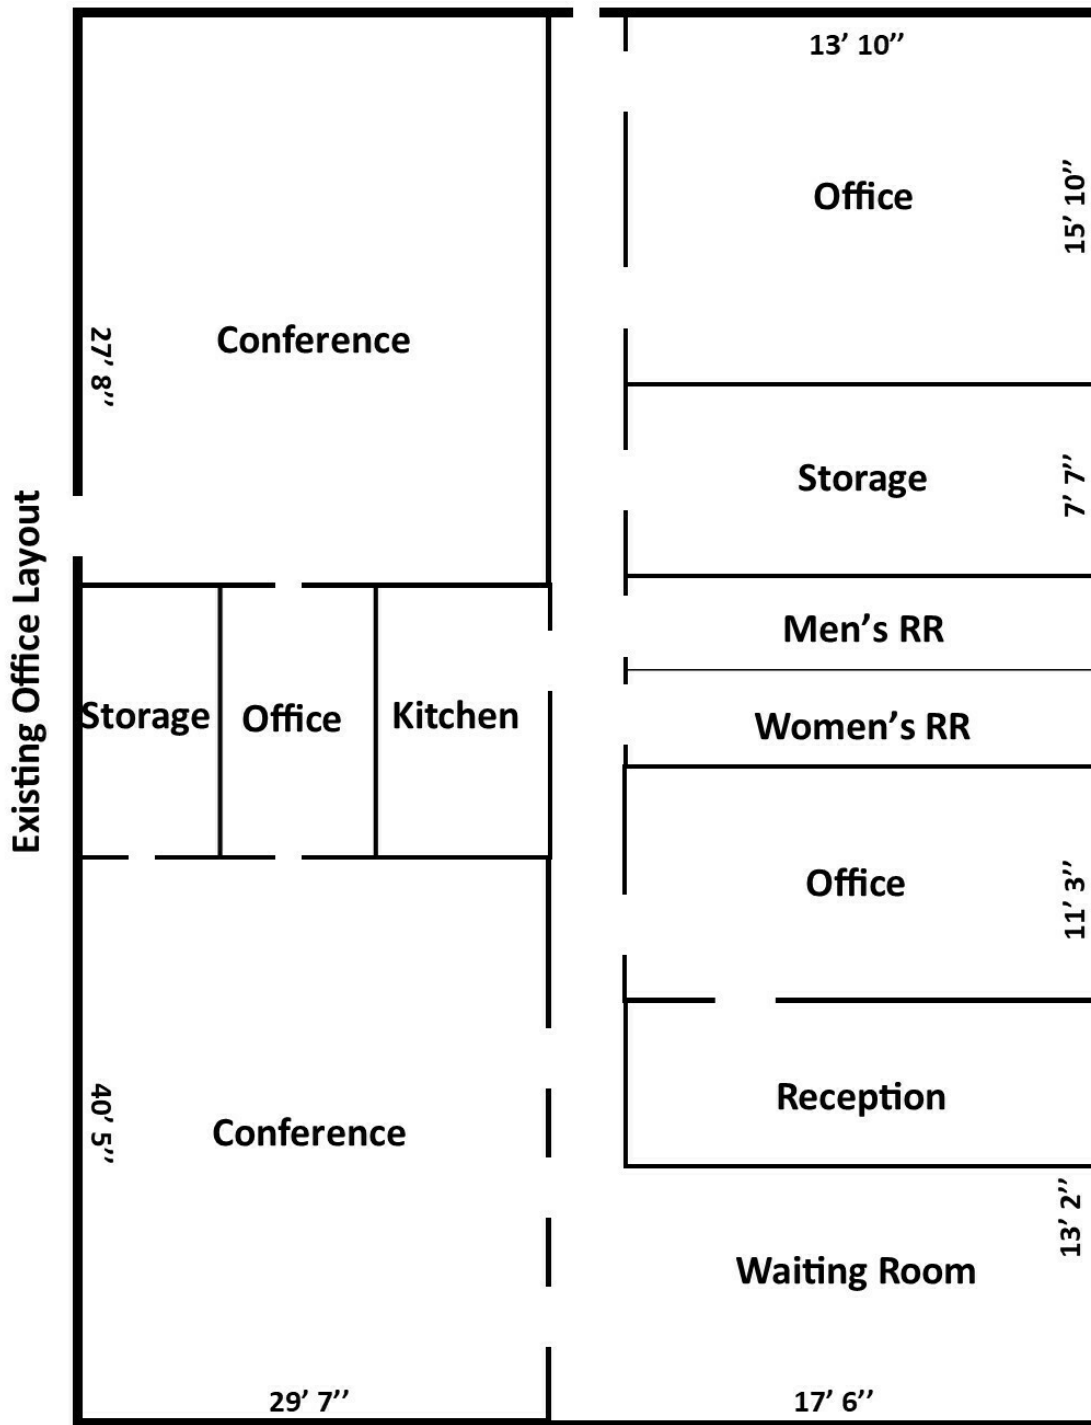 Existing Office Layout
13’ 10’’
Office
15’ 10’’
Conference
27’ 8’’
Storage
7’ 7’’
Men’s RR
Storage
Office
Kitchen
Women’s RR
Office
11’ 3’’
Conference
40’ 5’’
Reception
13’ 2’’
Waiting Room
29’ 7’’
17’ 6’’